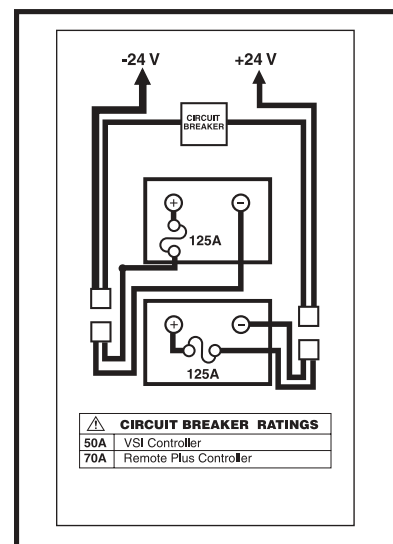 -24 V +24 V
CIRCUIT
BREAKER
+ −
125A
+ −
125A
⚠ CIRCUIT BREAKER RATINGS
50A VSI Controller
70A Remote Plus Controller